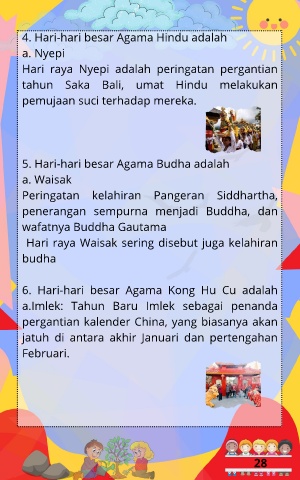 4. Hari-hari besar Agama Hindu adalah
a. Nyepi
Hari raya Nyepi adalah peringatan pergantian
tahun Saka Bali, umat Hindu melakukan
pemujaan suci terhadap mereka.
5. Hari-hari besar Agama Budha adalah
a. Waisak
Peringatan kelahiran Pangeran Siddhartha,
penerangan sempurna menjadi Buddha, dan
wafatnya Buddha Gautama
Hari raya Waisak sering disebut juga kelahiran
budha
6. Hari-hari besar Agama Kong Hu Cu adalah
a.Imlek: Tahun Baru Imlek sebagai penanda
pergantian kalender China, yang biasanya akan
jatuh di antara akhir Januari dan pertengahan
Februari.
28